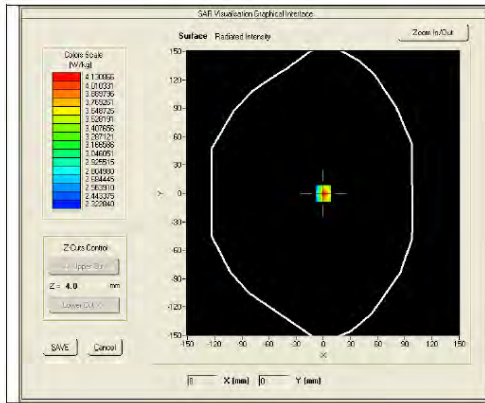 SAR Visualisation Graphical Interface
Surface Radiated Intensity
Zoom In/Out
Colors Scale
(W/kg)
4.130866
4.010331
3.889796
3.769261
3.648726
3.528191
3.407656
3.287121
3.166586
3.046051
2.925515
2.804980
2.684445
2.563910
2.443375
2.322840
150
120
90
60
30
0
-30
-60
-90
-120
-150
Y
-150 -120 -90 -60 -30 0 30 60 90 120 150
X
Z Cuts Control
Upper Cut
Z = 4.0 mm
Lower Cut
SAVE
Cancel
0 X (mm) 0 Y (mm)